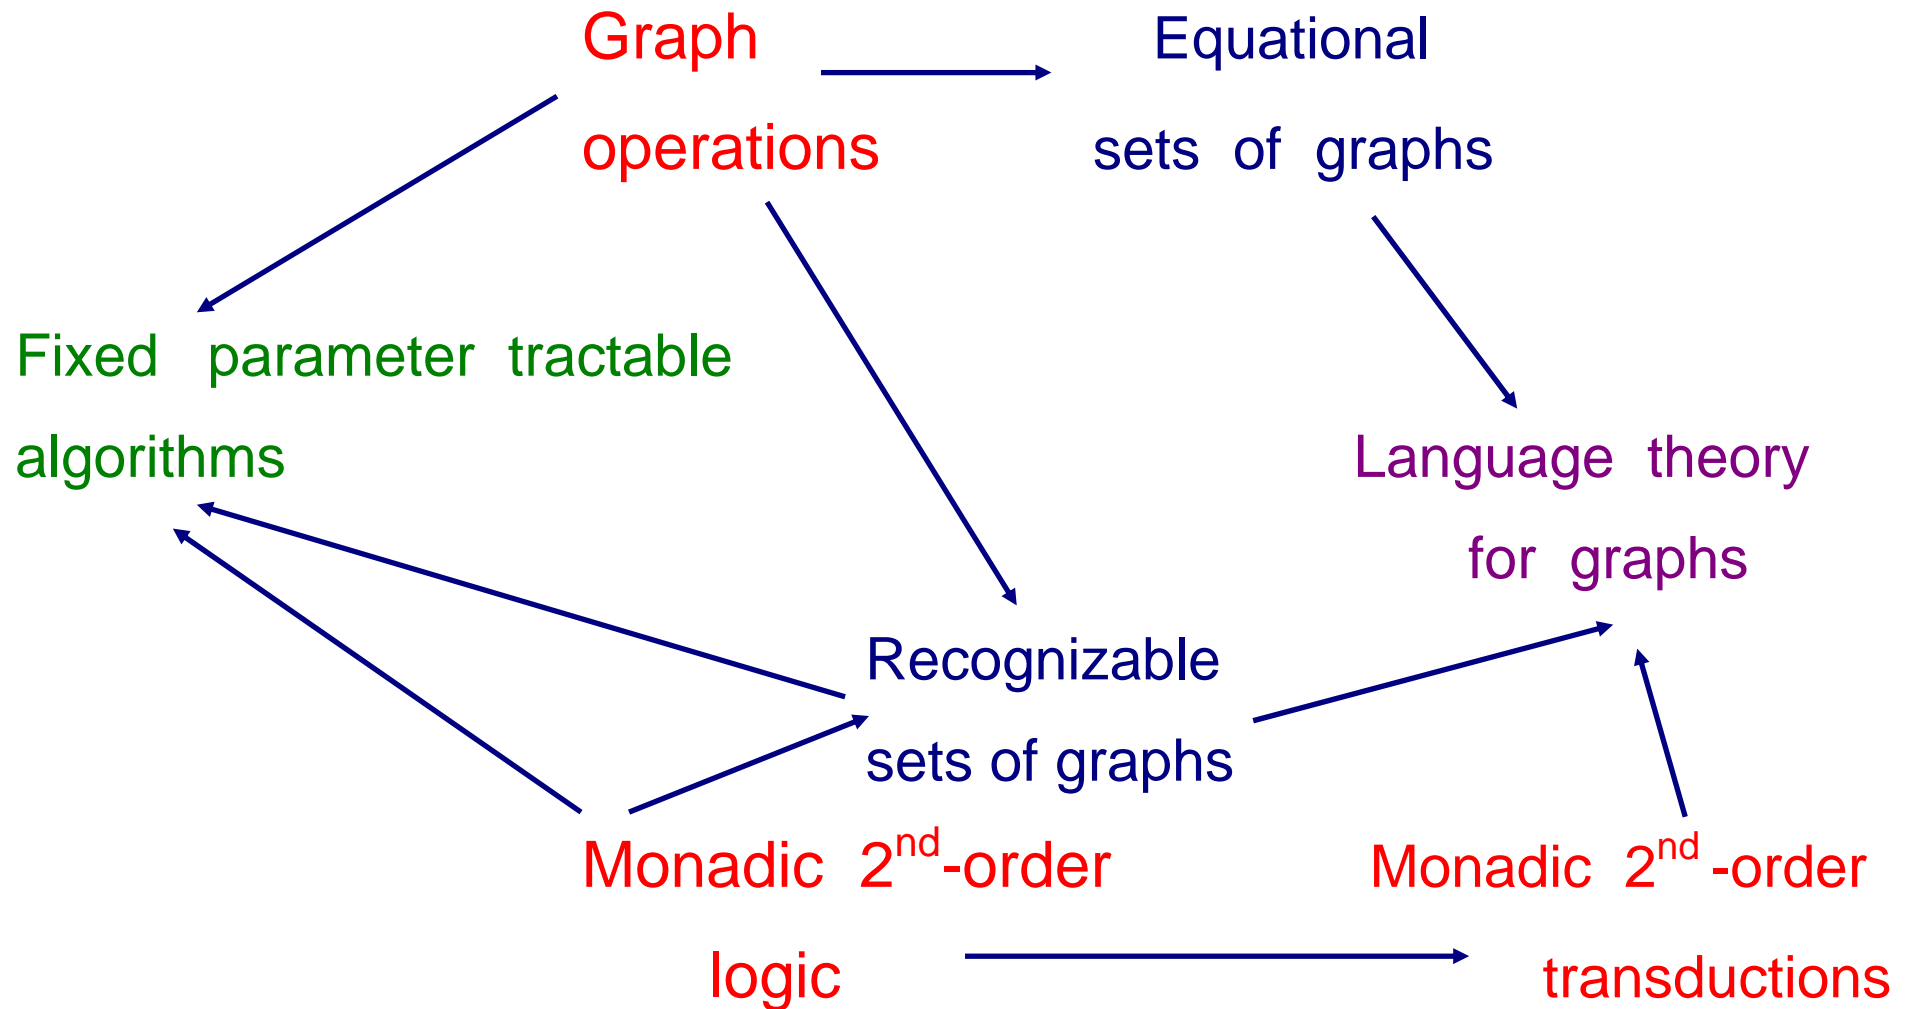 Graph
operations
Equational
sets of graphs
Fixed parameter tractable
algorithms
Language theory
for graphs
Recognizable
sets of graphs
Monadic 2nd-order
logic
Monadic 2nd -order
transductions